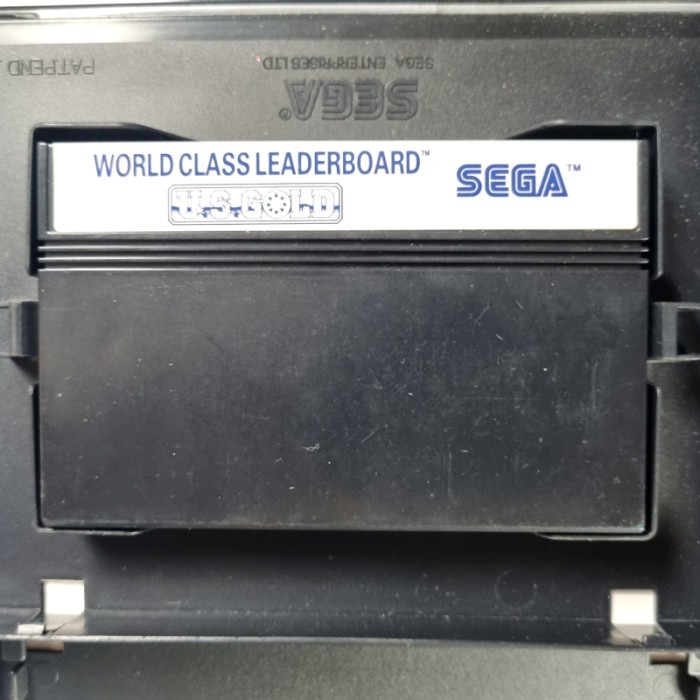 PAT.PEND.
SEGA ENTERPRISES LTD.
SEGA®
WORLD CLASS LEADERBOARD™
U.S. GOLD
SEGA™